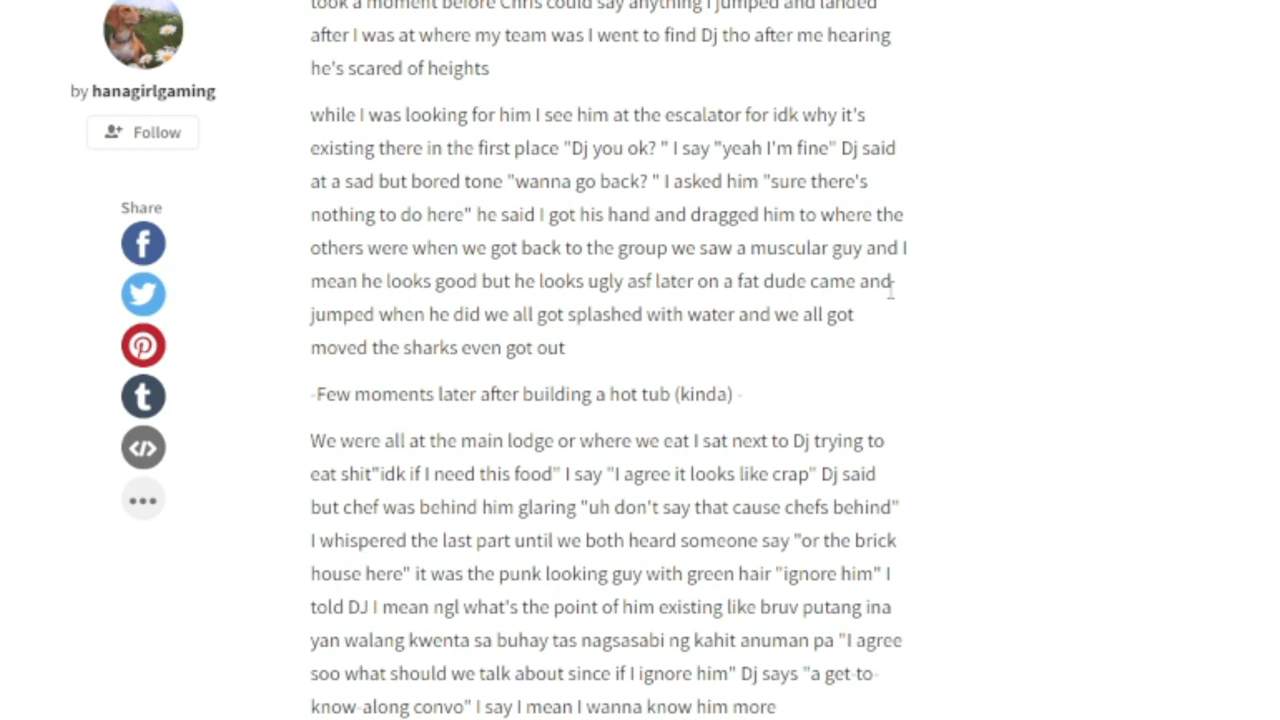 took a moment before Chris could say anything I jumped and landed
after I was at where my team was I went to find Dj tho after me hearing
he's scared of heights
by hanagirlgaming
Follow
while I was looking for him I see him at the escalator for idk why it's
existing there in the first place "Dj you ok? " I say "yeah I'm fine" Dj said
at a sad but bored tone "wanna go back? " I asked him "sure there's
nothing to do here" he said I got his hand and dragged him to where the
others were when we got back to the group we saw a muscular guy and I
mean he looks good but he looks ugly asf later on a fat dude came and
jumped when he did we all got splashed with water and we all got
moved the sharks even got out
Share
-Few moments later after building a hot tub (kinda) -
We were all at the main lodge or where we eat I sat next to Dj trying to
eat shit"idk if I need this food" I say "I agree it looks like crap" Dj said
but chef was behind him glaring "uh don't say that cause chefs behind"
I whispered the last part until we both heard someone say "or the brick
house here" it was the punk looking guy with green hair "ignore him" I
told DJ I mean ngl what's the point of him existing like bruv putang ina
yan walang kwenta sa buhay tas nagsasabi ng kahit anuman pa "I agree
soo what should we talk about since if I ignore him" Dj says "a get-to-
know-along convo" I say I mean I wanna know him more